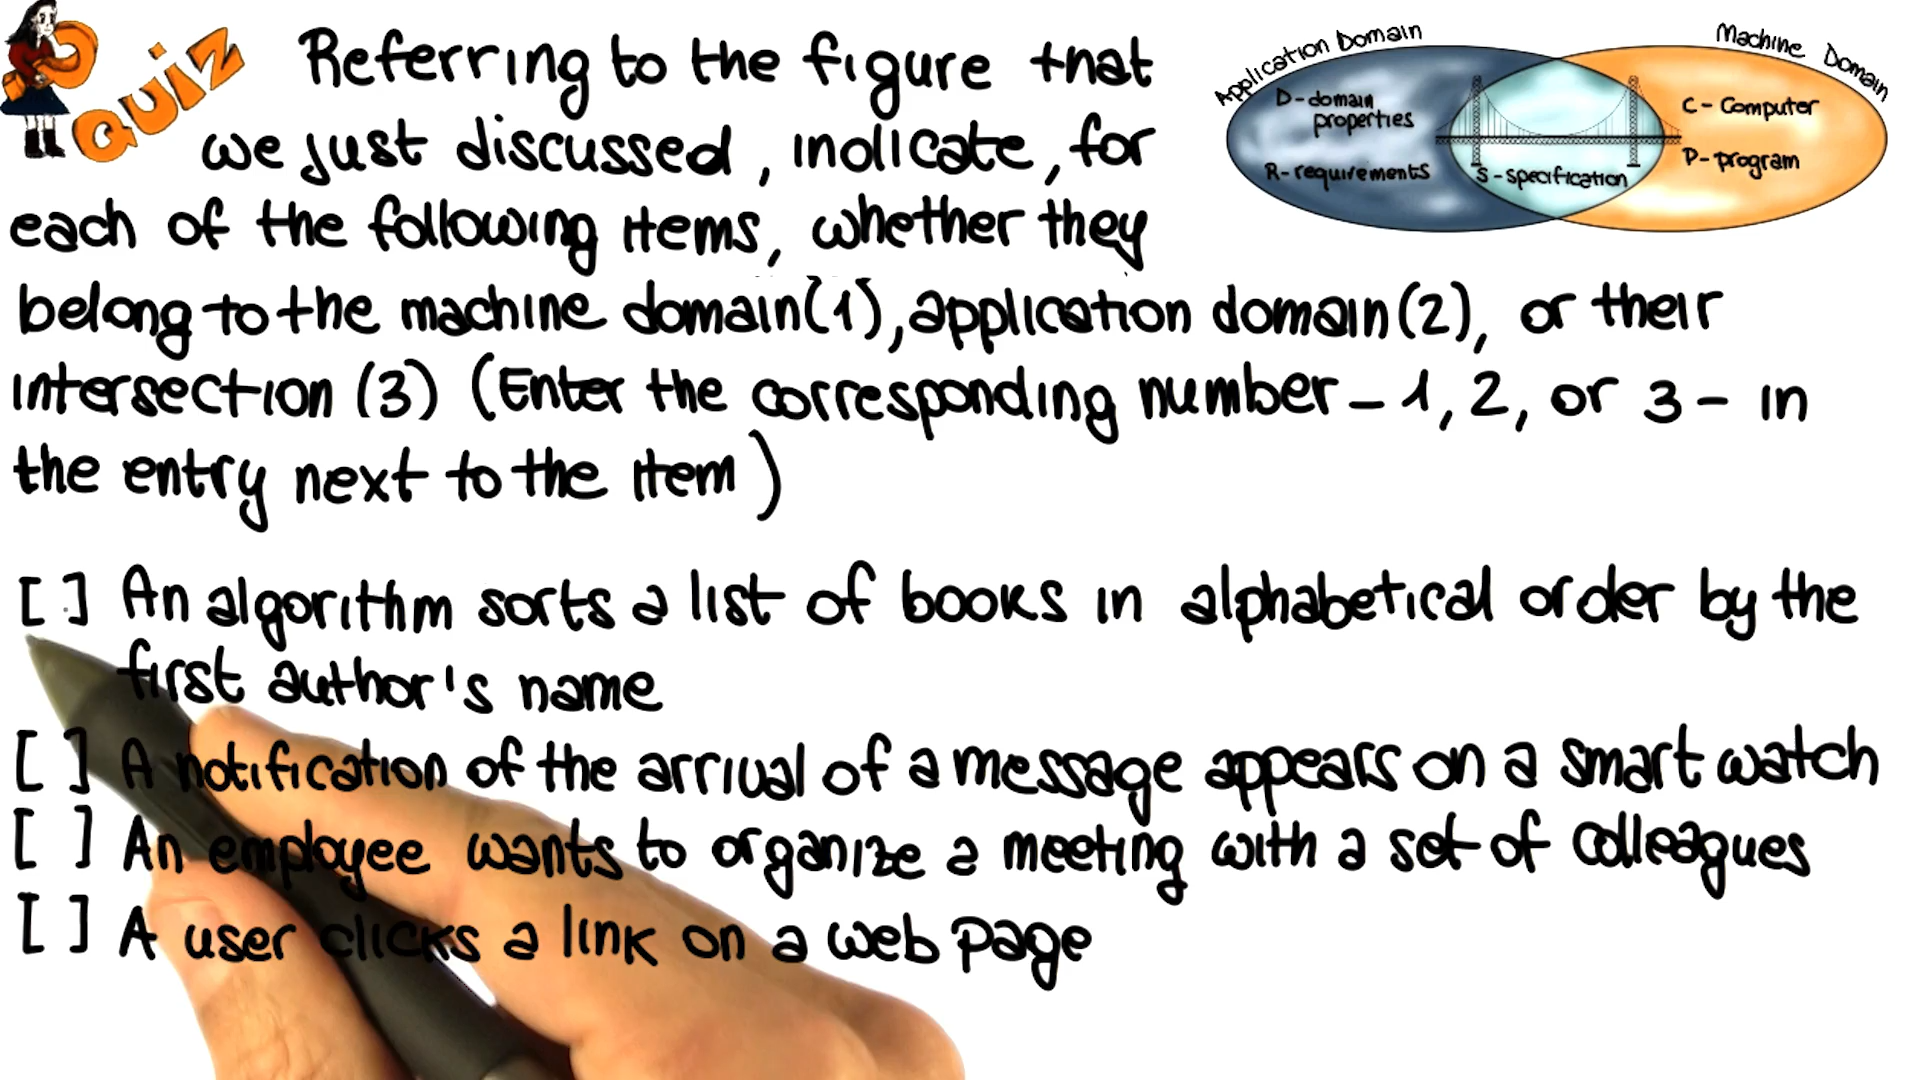 QUIZ
Referring to the figure that
we just discussed, indicate, for
each of the following items, whether they
belong to the machine domain(1), application domain(2), or their
intersection (3) (Enter the corresponding number - 1, 2, or 3 - in
the entry next to the item)
Application Domain
Machine Domain
D - domain
properties
R - requirements
S - specification
C - Computer
P - program
[ ] An algorithm sorts a list of books in alphabetical order by the
first author's name
[ ] A notification of the arrival of a message appears on a smart watch
[ ] An employee wants to organize a meeting with a set of colleagues
[ ] A user clicks a link on a web page